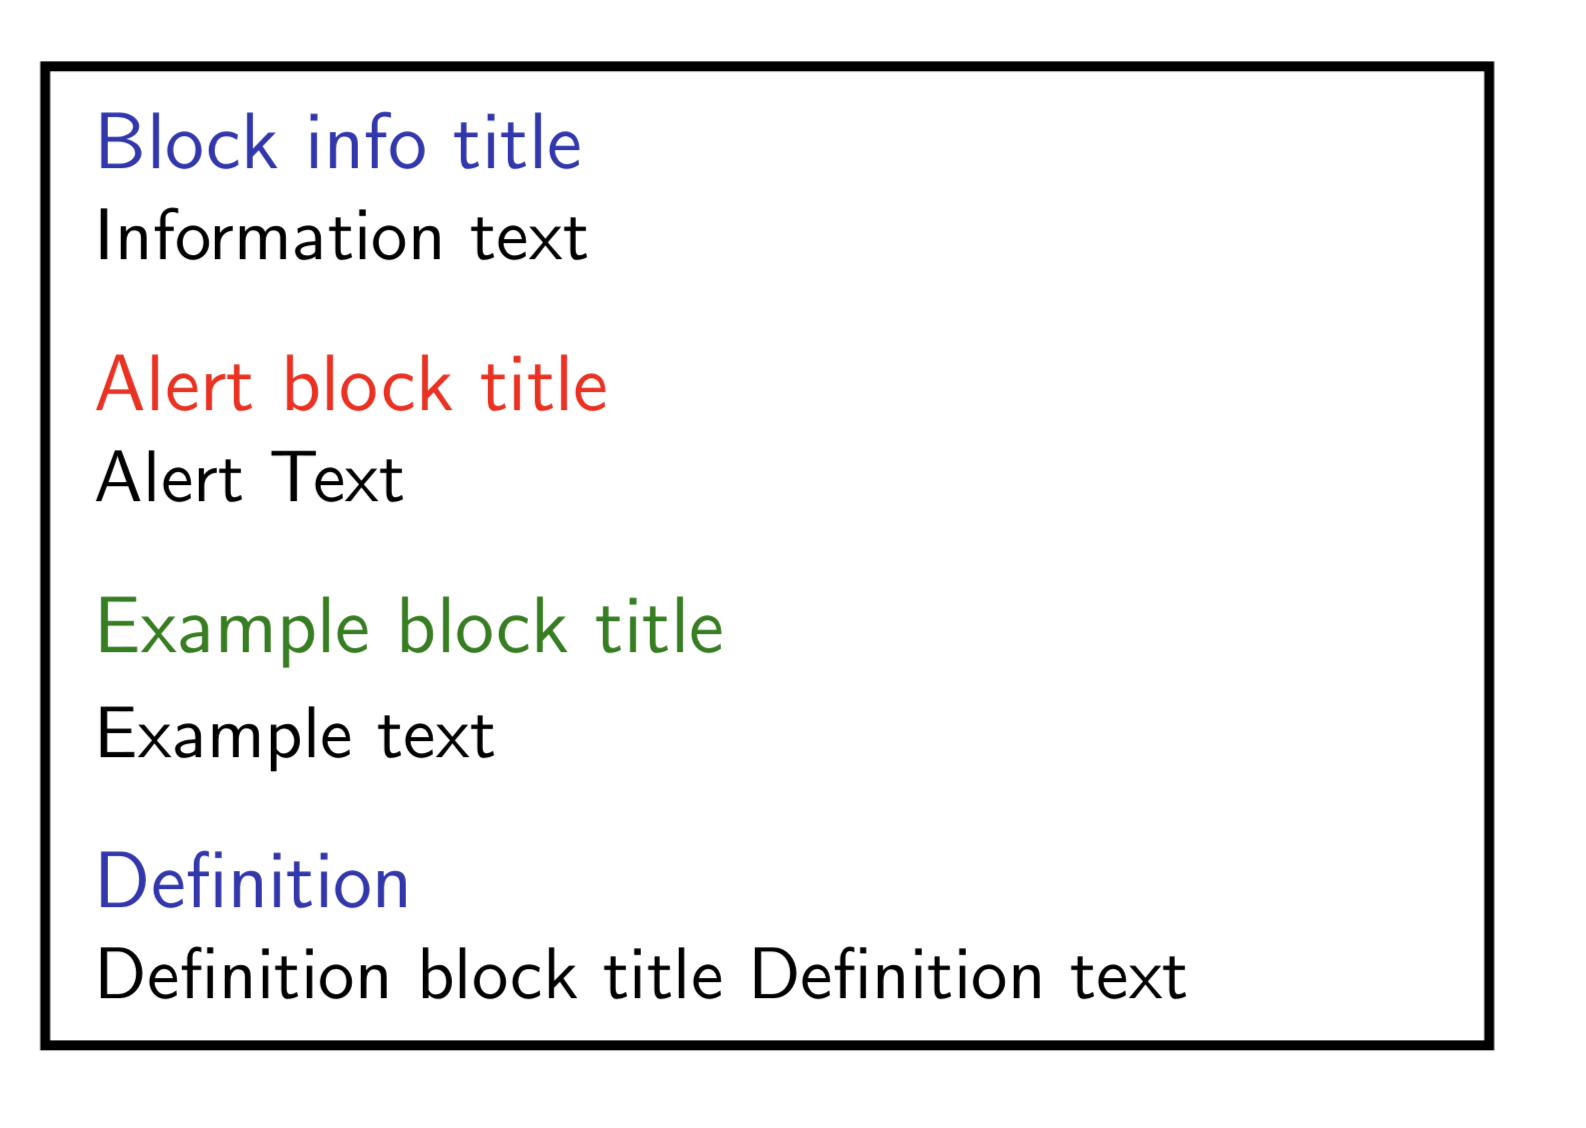 Block info title
Information text
Alert block title
Alert Text
Example block title
Example text
Definition
Definition block title Definition text